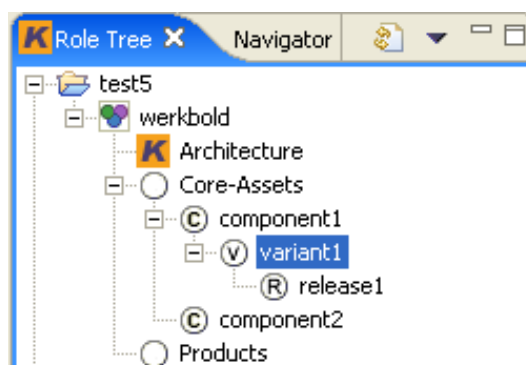 K Role Tree Navigator
test5
werkbold
K Architecture
Core-Assets
C component1
V variant1
R release1
C component2
Products